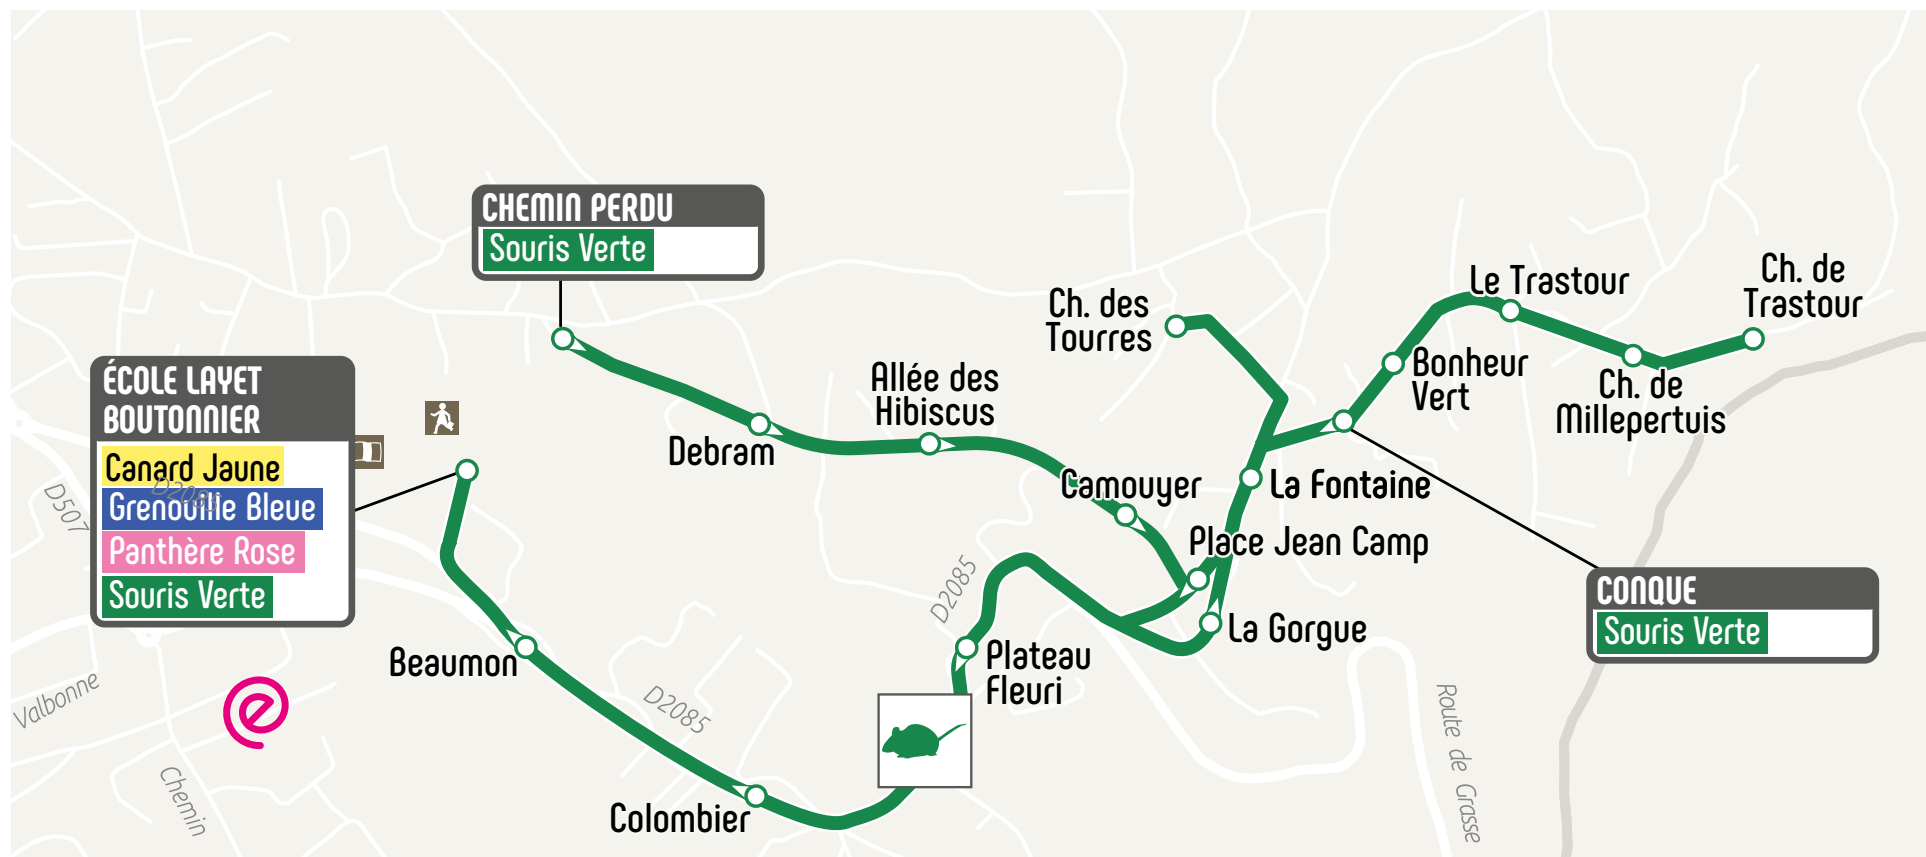 CHEMIN PERDU
Souris Verte
ÉCOLE LAYET
BOUTONNIER
Canard Jaune
Grenouille Bleue
Panthère Rose
Souris Verte
D2085
D507
Debram
Allée des
Hibiscus
Camouyer
Ch. des
Tourres
Le Trastour
Ch. de
Trastour
Bonheur
Vert
Ch. de
Millepertuis
La Fontaine
Place Jean Camp
La Gorgue
CONQUE
Souris Verte
D2085
Plateau
Fleuri
Beaumon
D2085
Colombier
Valbonne
Chemin
Route de Grasse
e